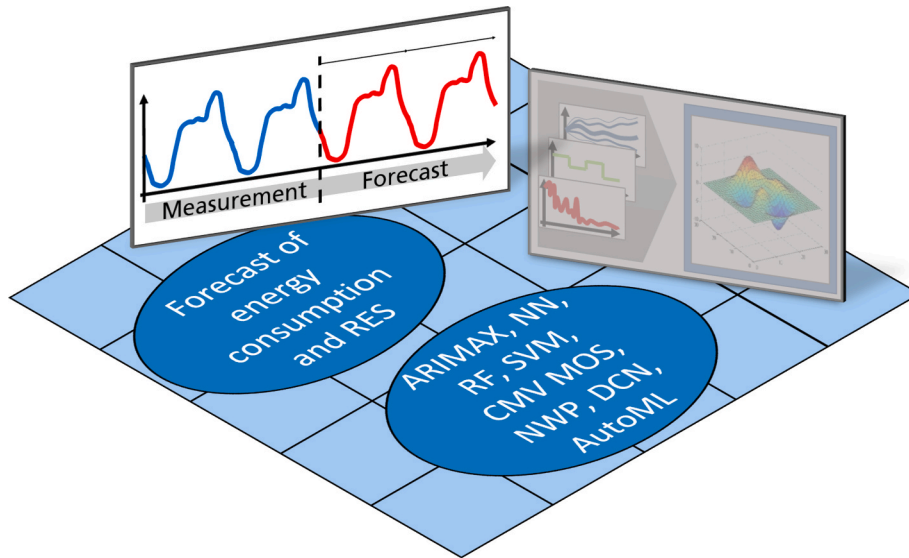 Measurement
Forecast
Forecast of
energy
consumption
and RES
ARIMAX, NN,
RF, SVM,
CMV MOS,
NWP, DCN,
AutoML